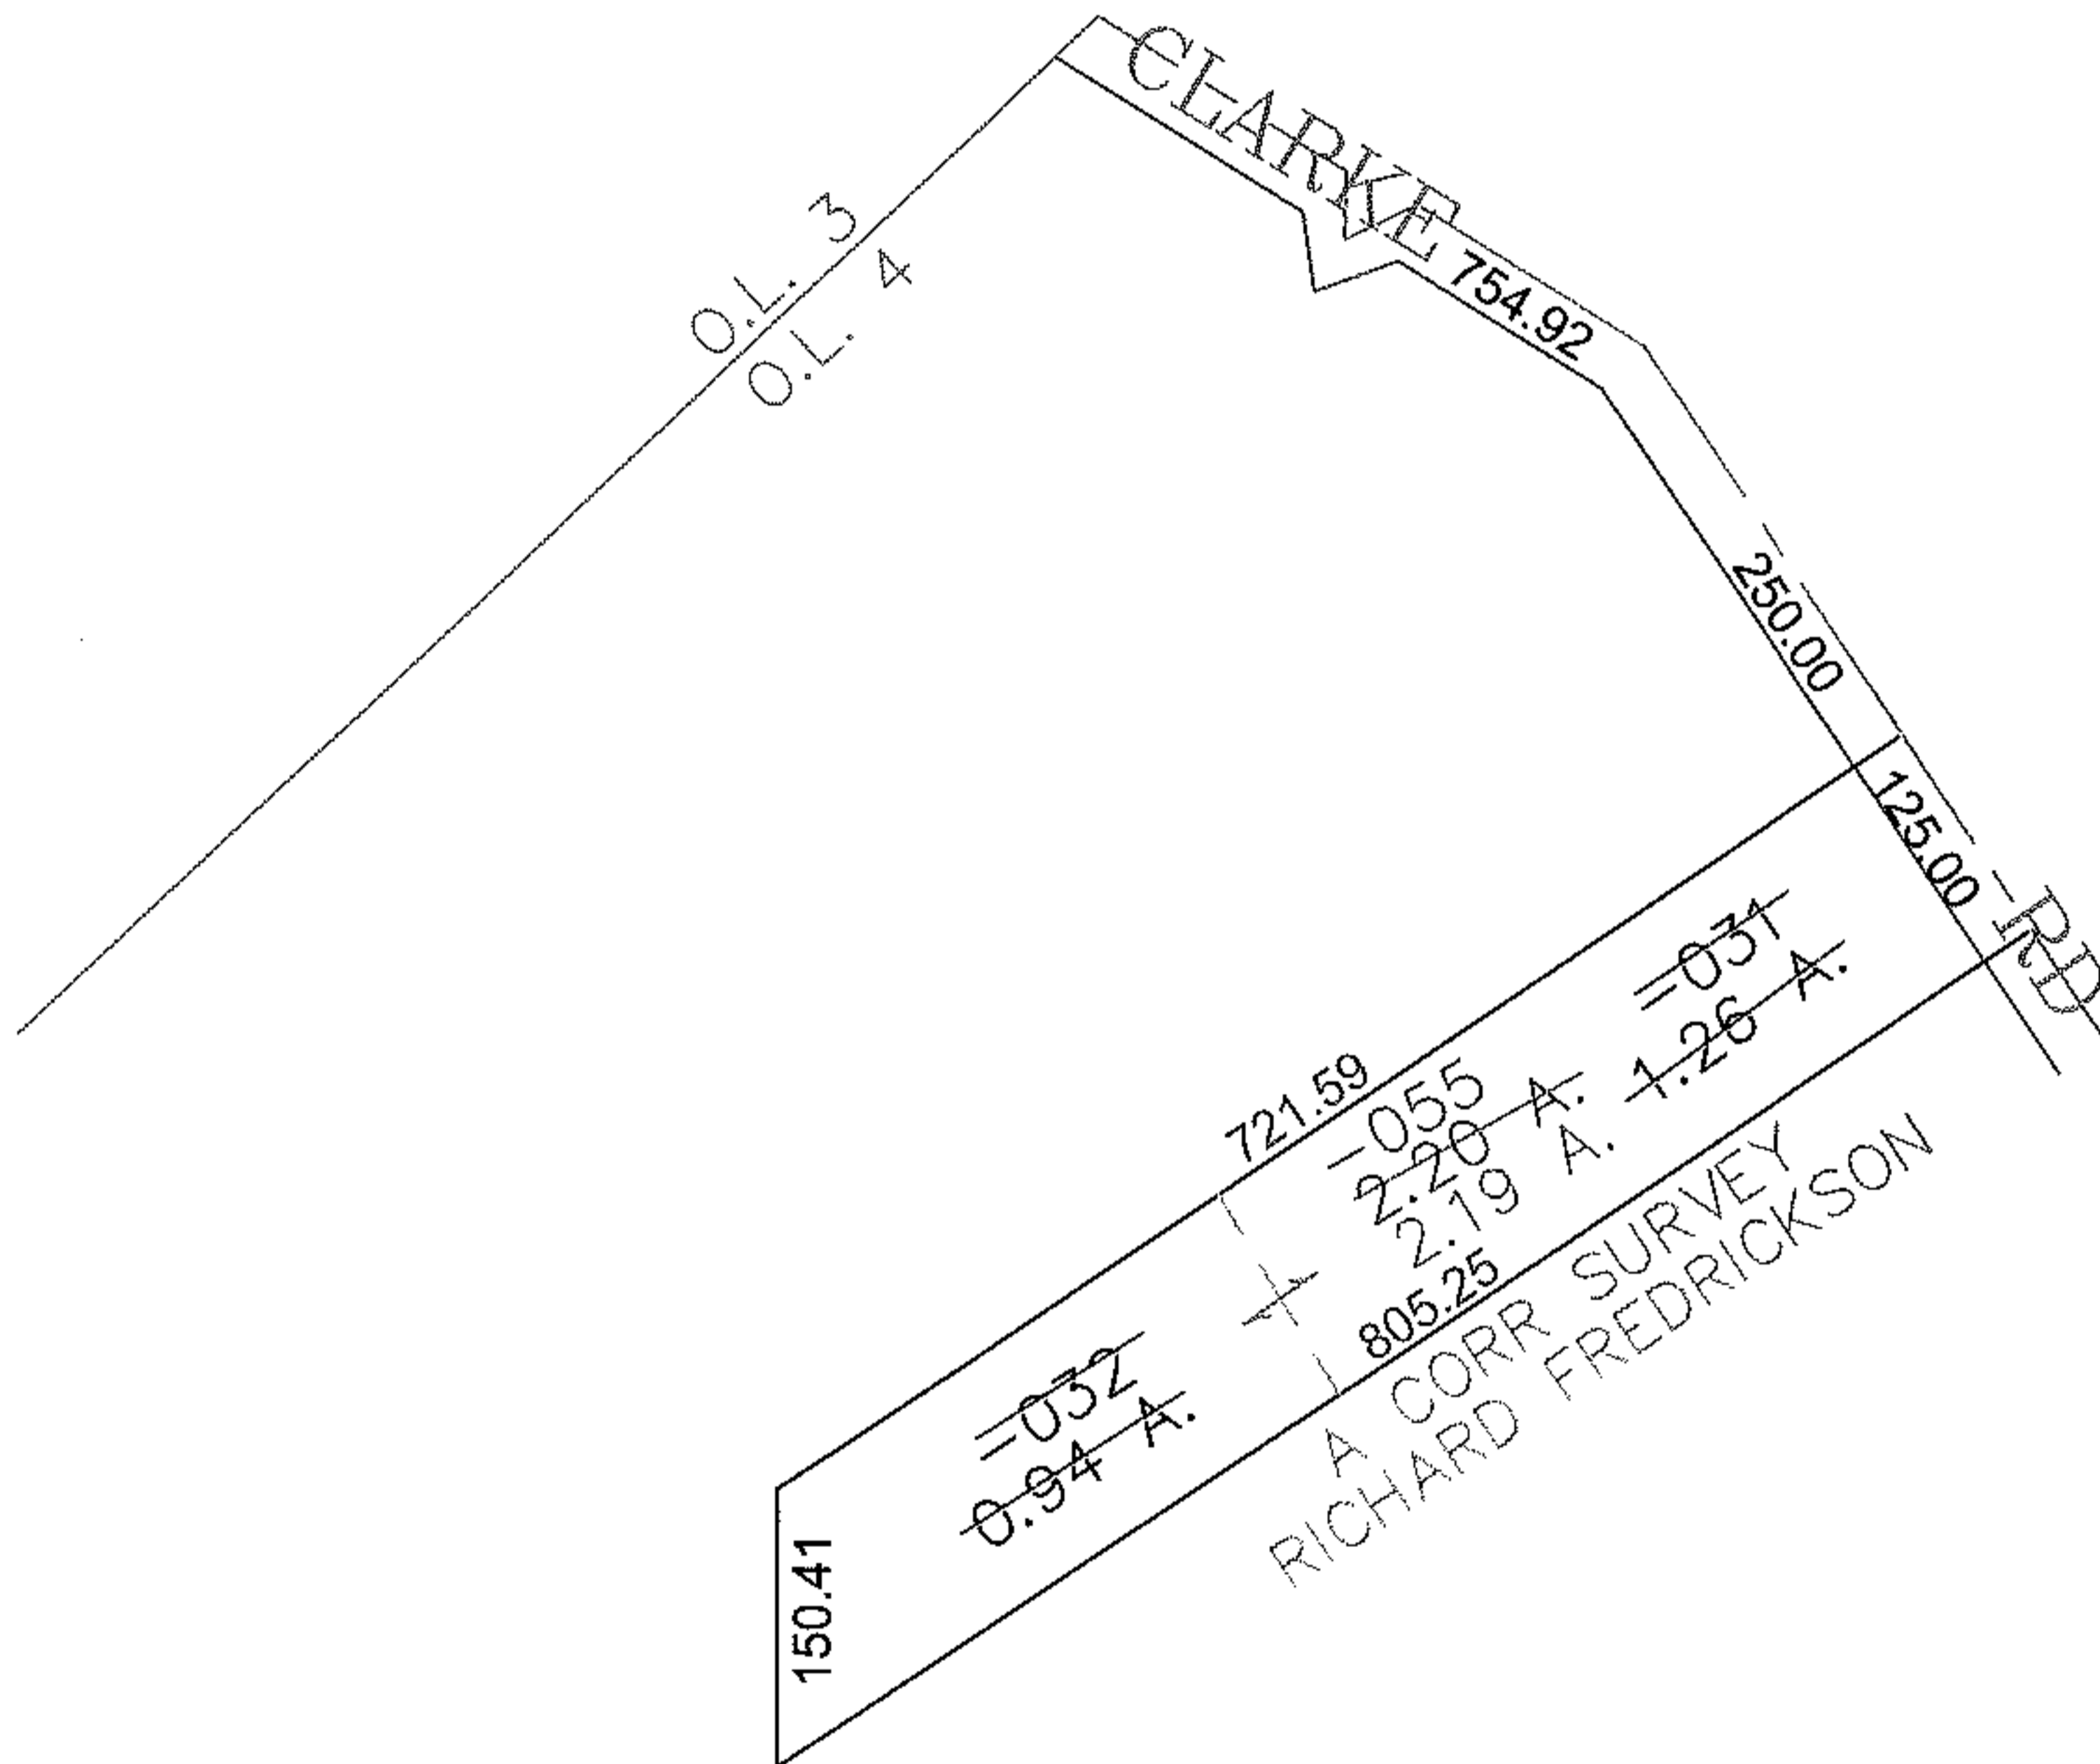 CLARKE RD
O.L. 3
O.L. 4
754.92
250.00
125.00
-031
1.26 A.
721.59
-055
2.20 A.
2.19 A.
805.25
A CORR SURVEY
RICHARD FREDRICKSON
-032
0.94 A.
150.41